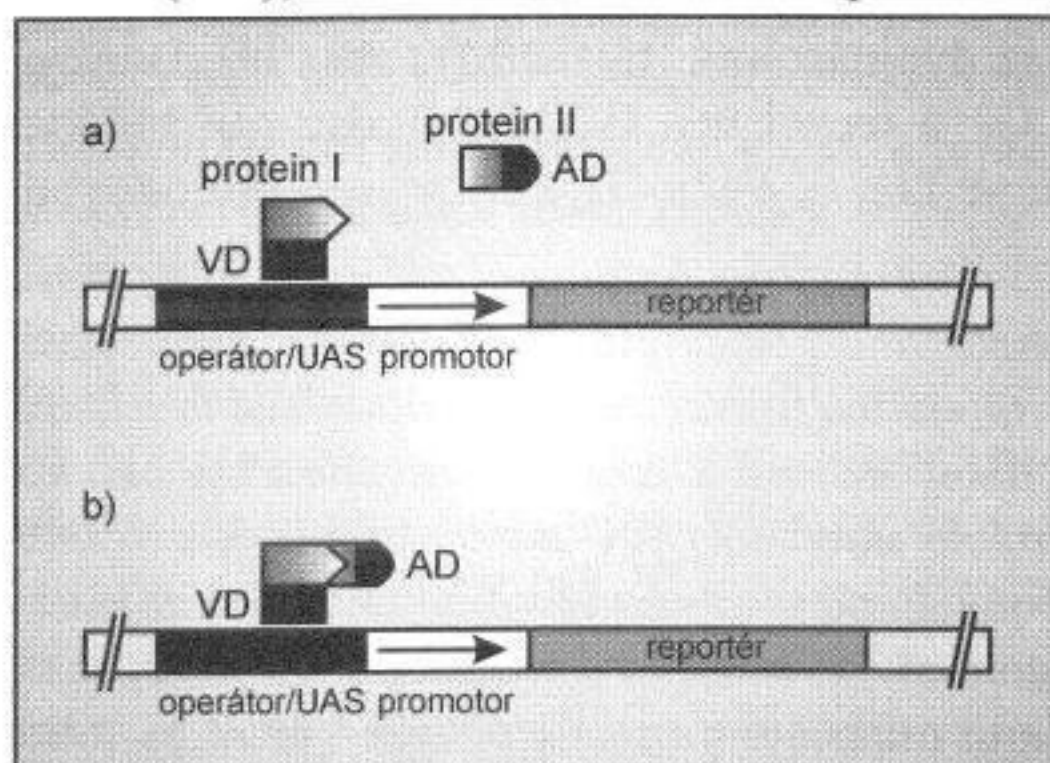 a)
protein I
protein II
AD
VD
reportér
operátor/UAS promotor
b)
AD
VD
reportér
operátor/UAS promotor